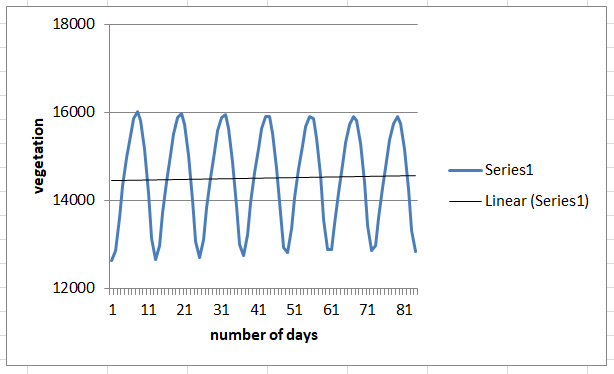 18000
16000
14000
12000
vegetation
1 11 21 31 41 51 61 71 81
number of days
Series1
Linear (Series1)